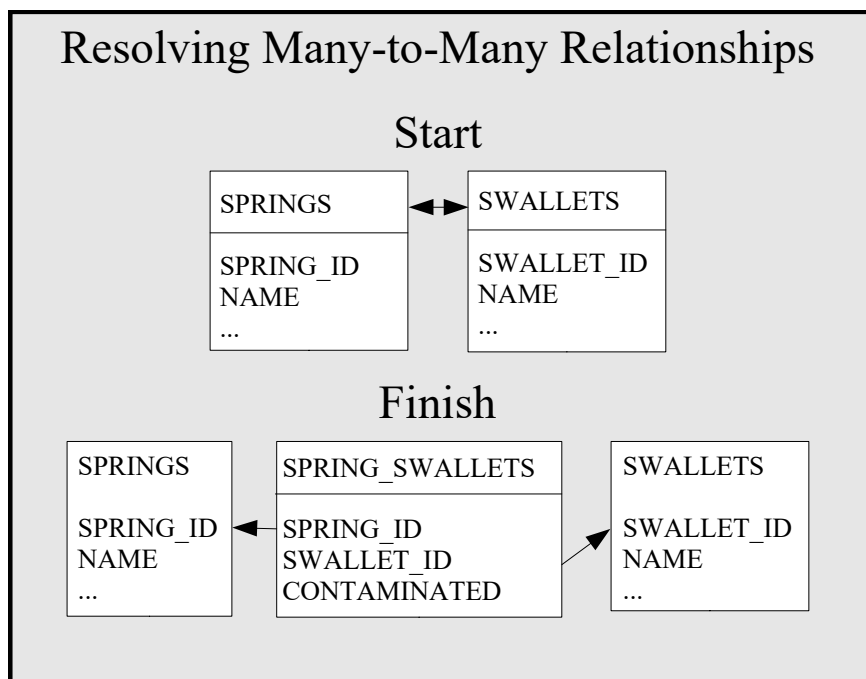 Resolving Many-to-Many Relationships
Start
SPRINGS
SPRING_ID
NAME
...
SWALLETS
SWALLET_ID
NAME
...
Finish
SPRINGS
SPRING_ID
NAME
...
SPRING_SWALLETS
SPRING_ID
SWALLET_ID
CONTAMINATED
SWALLETS
SWALLET_ID
NAME
...